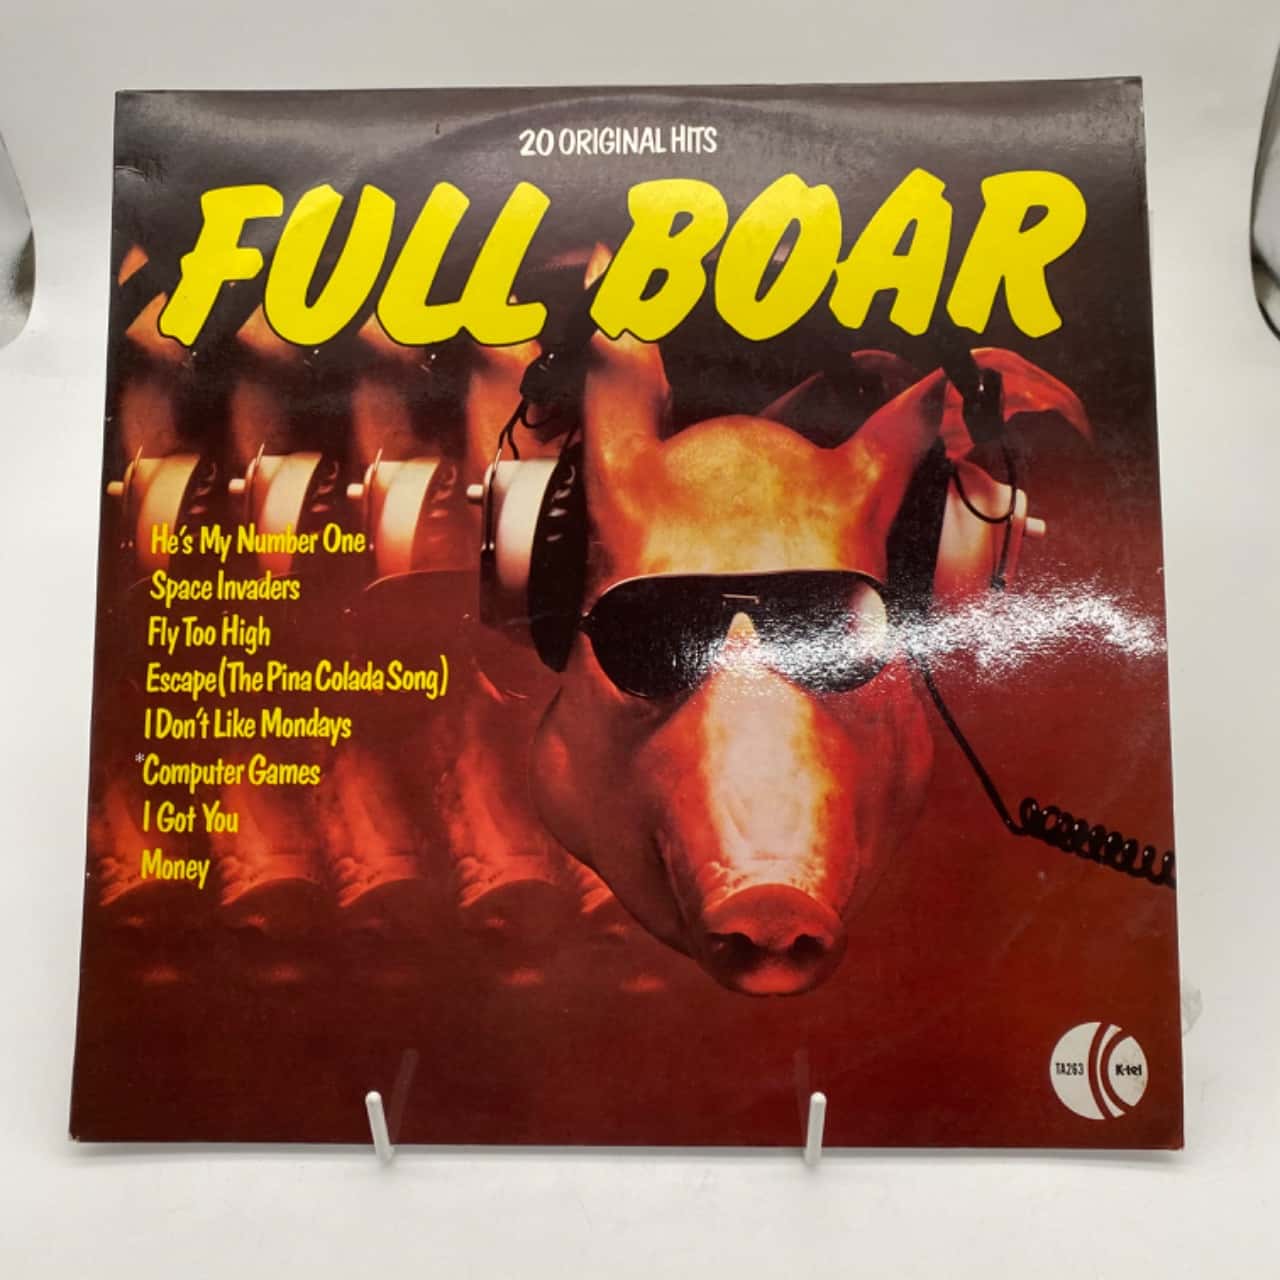 20 ORIGINAL HITS
FULL BOAR
He's My Number One
Space Invaders
Fly Too High
Escape (The Pina Colada Song)
I Don't Like Mondays
*Computer Games
I Got You
Money
TA263 K-tel